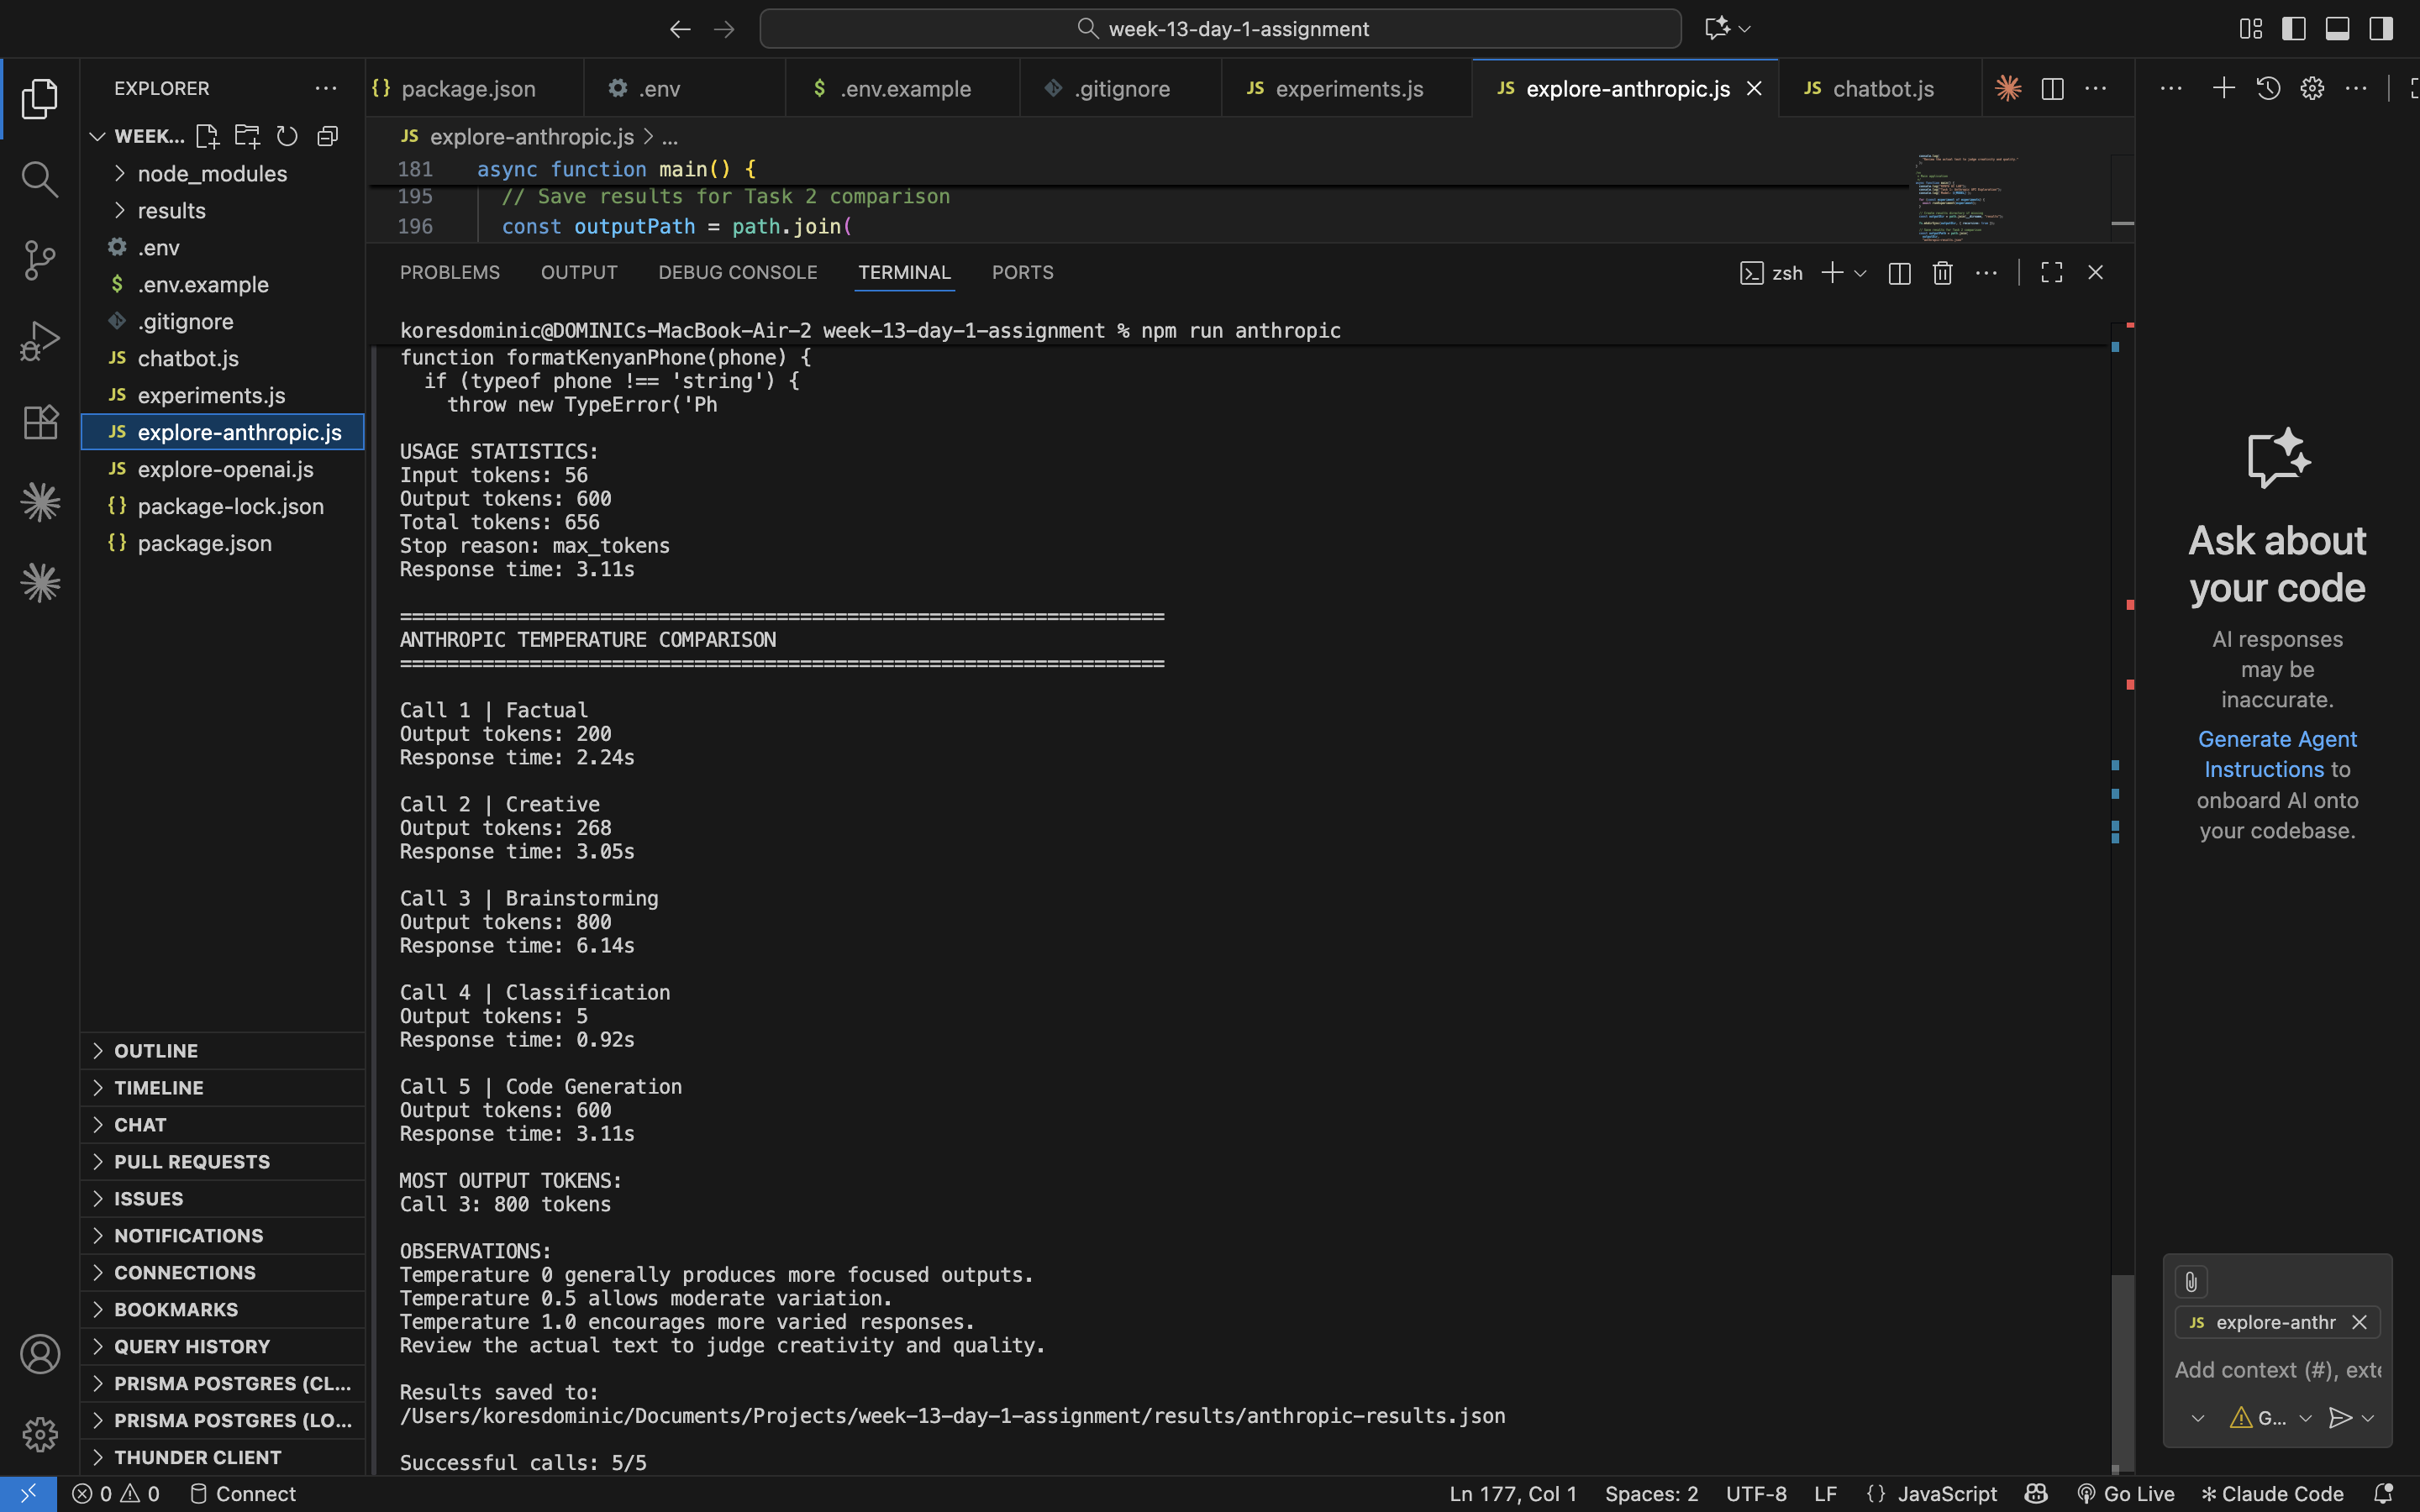 week-13-day-1-assignment
EXPLORER
package.json
.env
.env.example
.gitignore
JS experiments.js
JS explore-anthropic.js
JS chatbot.js
WEEK...
node_modules
results
.env
$ .env.example
.gitignore
JS chatbot.js
JS experiments.js
JS explore-anthropic.js
JS explore-openai.js
{} package-lock.json
{} package.json
OUTLINE
TIMELINE
CHAT
PULL REQUESTS
ISSUES
NOTIFICATIONS
CONNECTIONS
BOOKMARKS
QUERY HISTORY
PRISMA POSTGRES (CL...
PRISMA POSTGRES (LO...
THUNDER CLIENT
JS explore-anthropic.js > ...
181 async function main() {
195 // Save results for Task 2 comparison
196 const outputPath = path.join(
PROBLEMS OUTPUT DEBUG CONSOLE TERMINAL PORTS
zsh
koresdominic@DOMINICs-MacBook-Air-2 week-13-day-1-assignment % npm run anthropic
function formatKenyanPhone(phone) {
if (typeof phone !== 'string') {
throw new TypeError('Ph
USAGE STATISTICS:
Input tokens: 56
Output tokens: 600
Total tokens: 656
Stop reason: max_tokens
Response time: 3.11s
=================================================================
ANTHROPIC TEMPERATURE COMPARISON
=================================================================
Call 1 | Factual
Output tokens: 200
Response time: 2.24s
Call 2 | Creative
Output tokens: 268
Response time: 3.05s
Call 3 | Brainstorming
Output tokens: 800
Response time: 6.14s
Call 4 | Classification
Output tokens: 5
Response time: 0.92s
Call 5 | Code Generation
Output tokens: 600
Response time: 3.11s
MOST OUTPUT TOKENS:
Call 3: 800 tokens
OBSERVATIONS:
Temperature 0 generally produces more focused outputs.
Temperature 0.5 allows moderate variation.
Temperature 1.0 encourages more varied responses.
Review the actual text to judge creativity and quality.
Results saved to:
/Users/koresdominic/Documents/Projects/week-13-day-1-assignment/results/anthropic-results.json
Successful calls: 5/5
Ask about
your code
AI responses
may be
inaccurate.
Generate Agent
Instructions to
onboard AI onto
your codebase.
JS explore-anthr
Add context (#), exte
G...
0 0 Connect
Ln 177, Col 1 Spaces: 2 UTF-8 LF {} JavaScript Go Live Claude Code